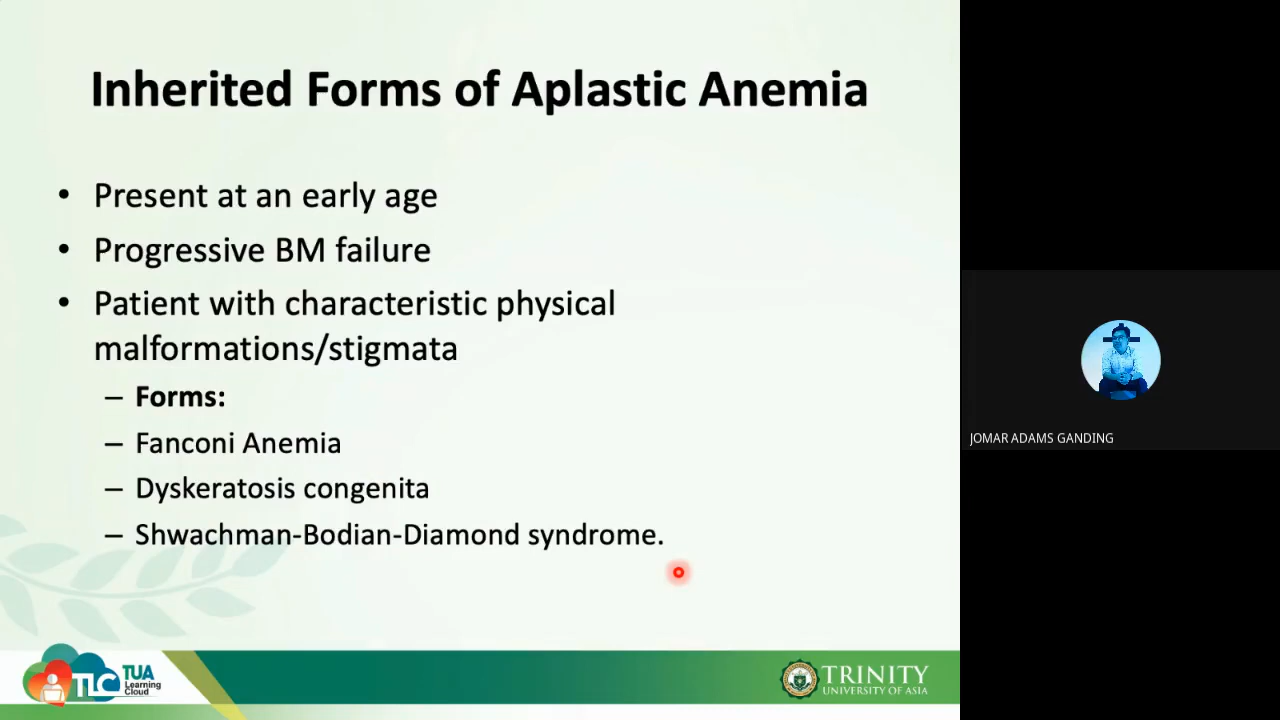 Inherited Forms of Aplastic Anemia
• Present at an early age
• Progressive BM failure
• Patient with characteristic physical
malformations/stigmata
– Forms:
– Fanconi Anemia
– Dyskeratosis congenita
– Shwachman-Bodian-Diamond syndrome.
JOMAR ADAMS GANDING
TLC
TUA
Learning
Cloud
TRINITY
UNIVERSITY OF ASIA